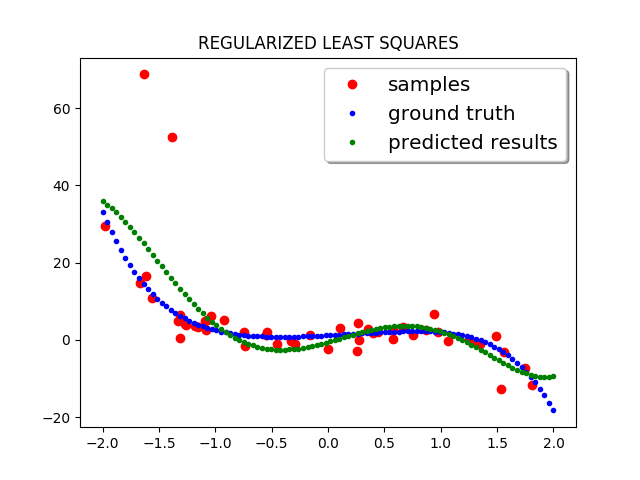 REGULARIZED LEAST SQUARES
samples
ground truth
predicted results
60
40
20
0
−20
−2.0 −1.5 −1.0 −0.5 0.0 0.5 1.0 1.5 2.0